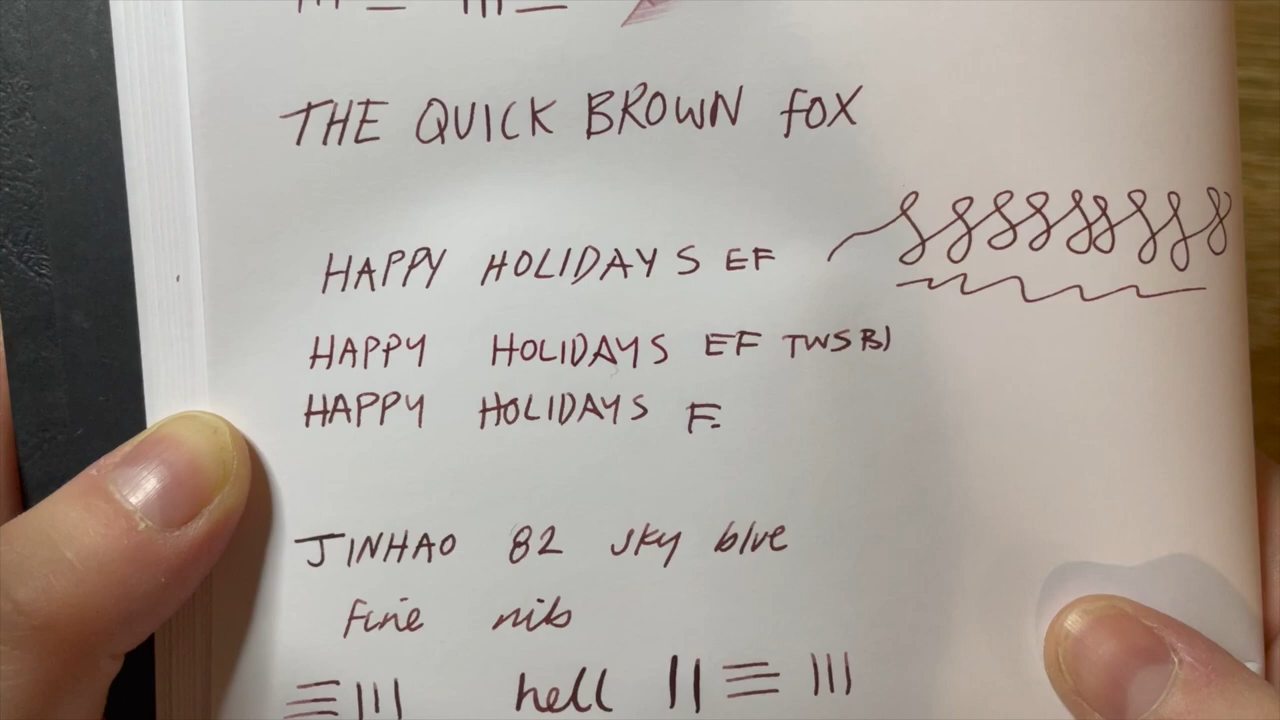 THE QUICK BROWN FOX
HAPPY HOLIDAYS EF
HAPPY HOLIDAYS EF TWSBI
HAPPY HOLIDAYS F.
JINHAO 82 sky blue
Fine nib
hell